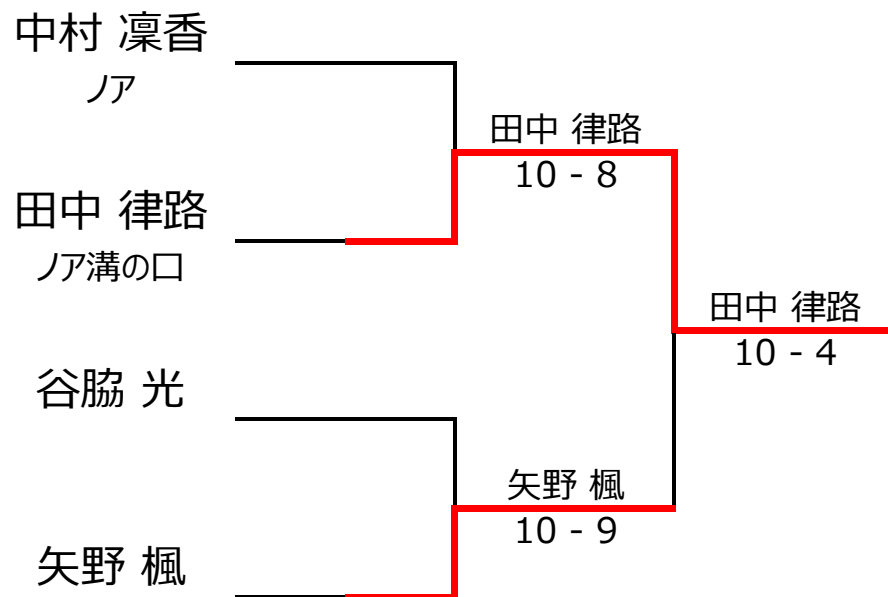 中村 凜香
ノア
田中 律路
10 - 8
田中 律路
ノア溝の口
田中 律路
10 - 4
谷脇 光
矢野 楓
10 - 9
矢野 楓